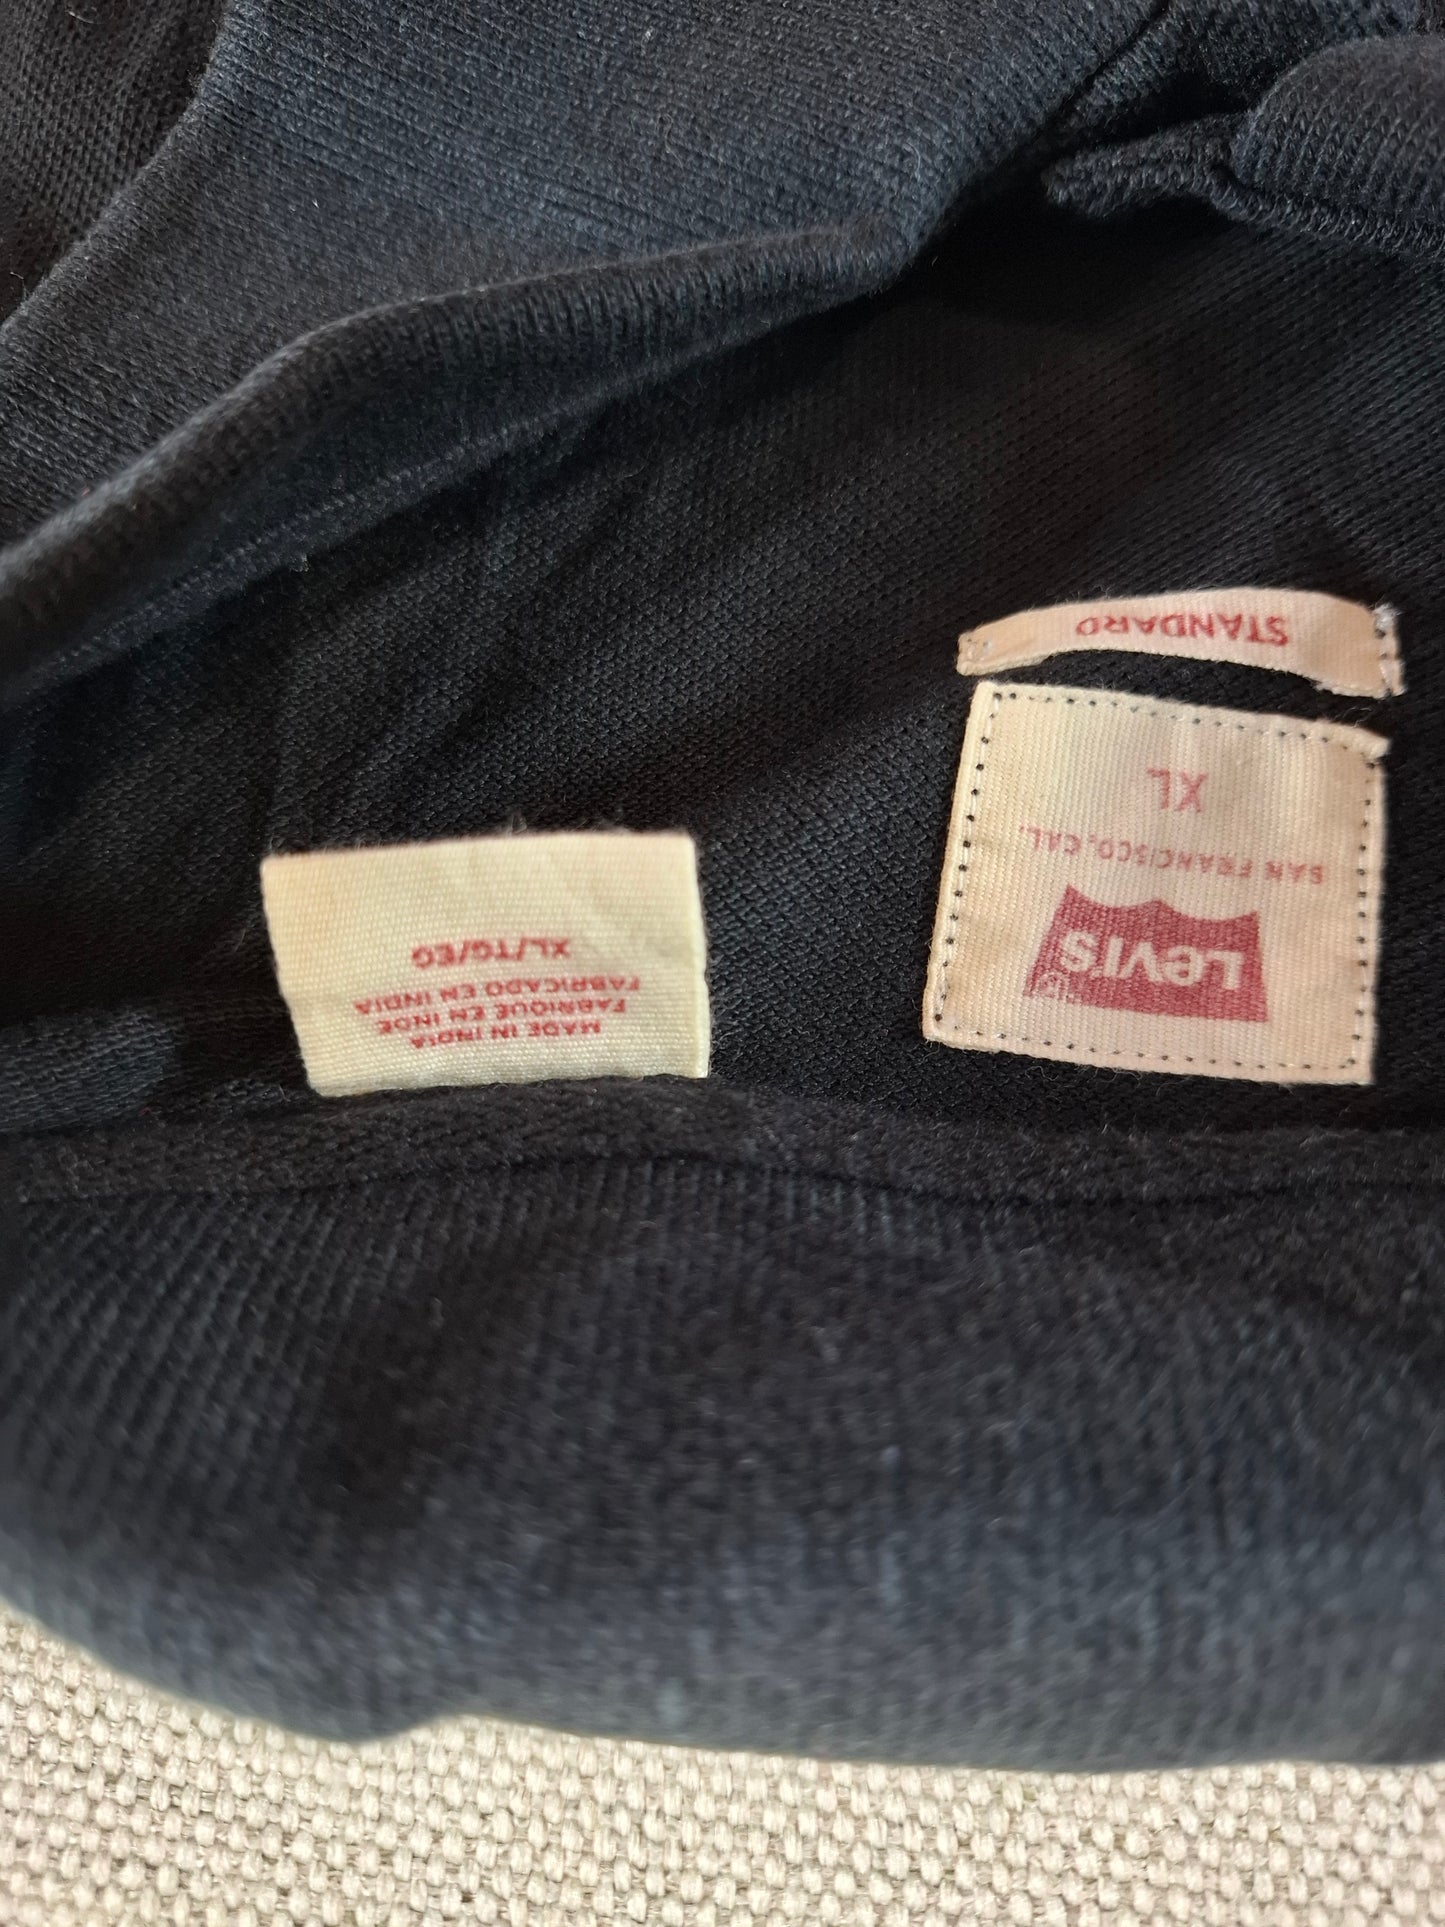 LEVI'S
SAN FRANCISCO, CAL.
XL
STANDARD
MADE IN INDIA
FABRIQUE EN INDE
FABRICADO EN INDIA
XL/TG/EG